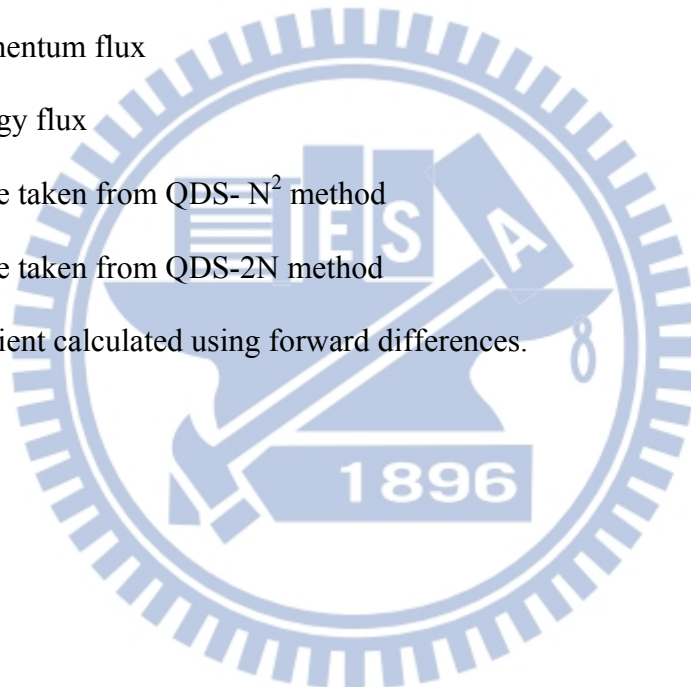 mentum flux
gy flux
e taken from QDS- N² method
e taken from QDS-2N method
ient calculated using forward differences.
E S A
1896